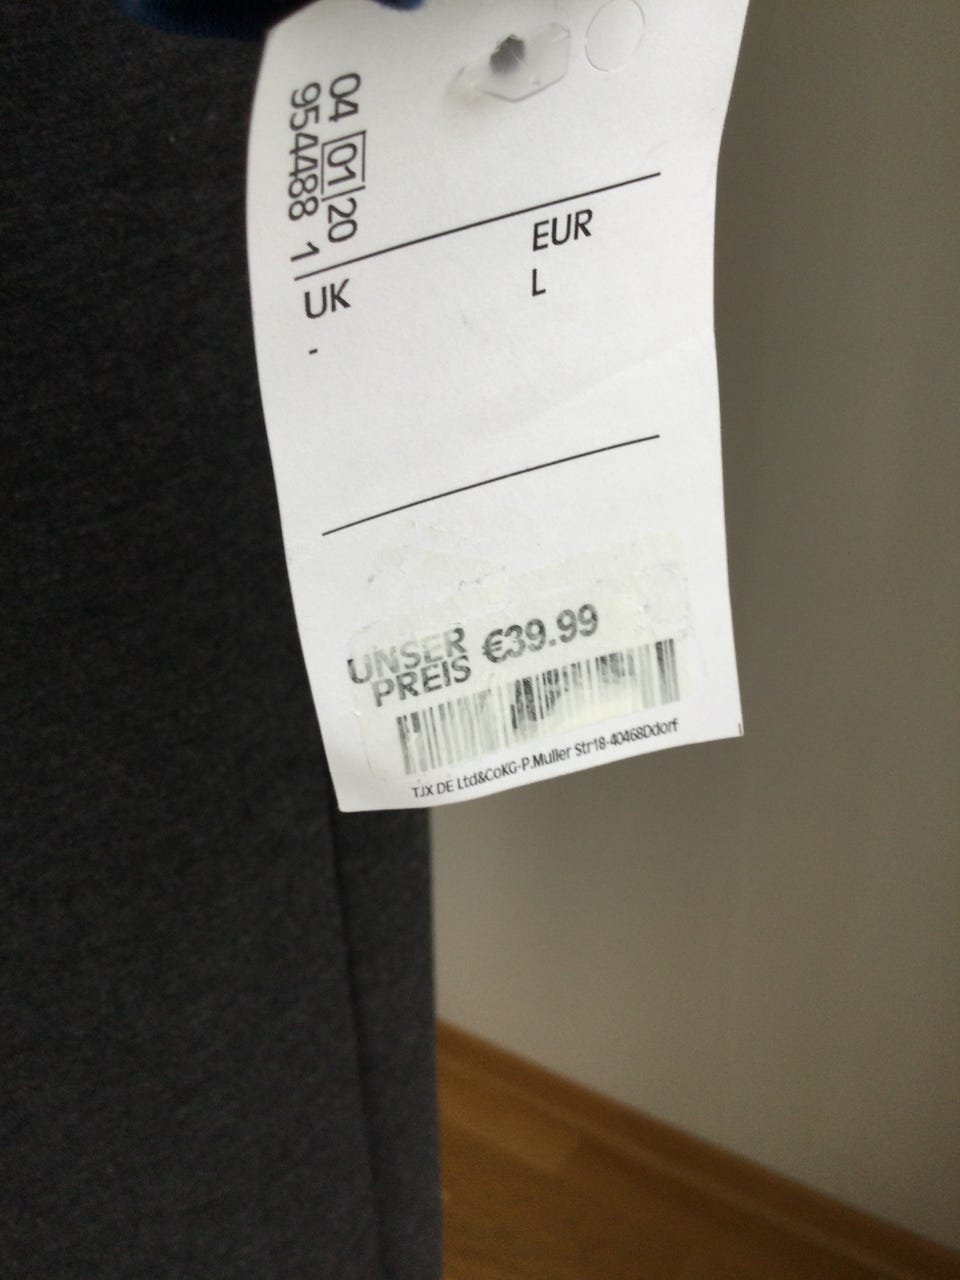 04 01/20
954488 1
UK EUR
- L
UNSER
PREIS €39.99
TJX DE Ltd&CoKG-P.Muller Str18-40468Ddorf